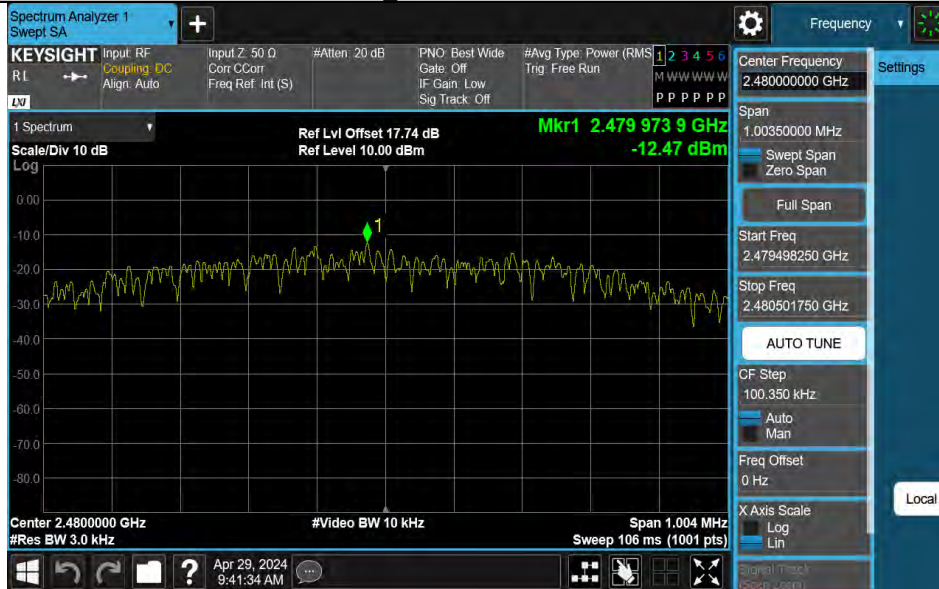 Spectrum Analyzer 1
Swept SA
+
Frequency
KEYSIGHT
RL
LXI
Input: RF
Coupling: DC
Align: Auto
Input Z: 50 Ω
Corr CCorr
Freq Ref: Int (S)
#Atten: 20 dB
PNO: Best Wide
Gate: Off
IF Gain: Low
Sig Track: Off
#Avg Type: Power (RMS
Trig: Free Run
1 2 3 4 5 6
M W W W W W
P P P P P P
Center Frequency
2.480000000 GHz
Settings
Span
1.00350000 MHz
Swept Span
Zero Span
Full Span
Start Freq
2.479498250 GHz
Stop Freq
2.480501750 GHz
AUTO TUNE
CF Step
100.350 kHz
Auto
Man
Freq Offset
0 Hz
X Axis Scale
Log
Lin
Signal Track
(Span Zoom)
Local
1 Spectrum
Scale/Div 10 dB
Log
Ref Lvl Offset 17.74 dB
Ref Level 10.00 dBm
Mkr1 2.479 973 9 GHz
-12.47 dBm
0.00
-10.0
-20.0
-30.0
-40.0
-50.0
-60.0
-70.0
-80.0
1
Center 2.4800000 GHz
#Res BW 3.0 kHz
#Video BW 10 kHz
Span 1.004 MHz
Sweep 106 ms (1001 pts)
?
Apr 29, 2024
9:41:34 AM